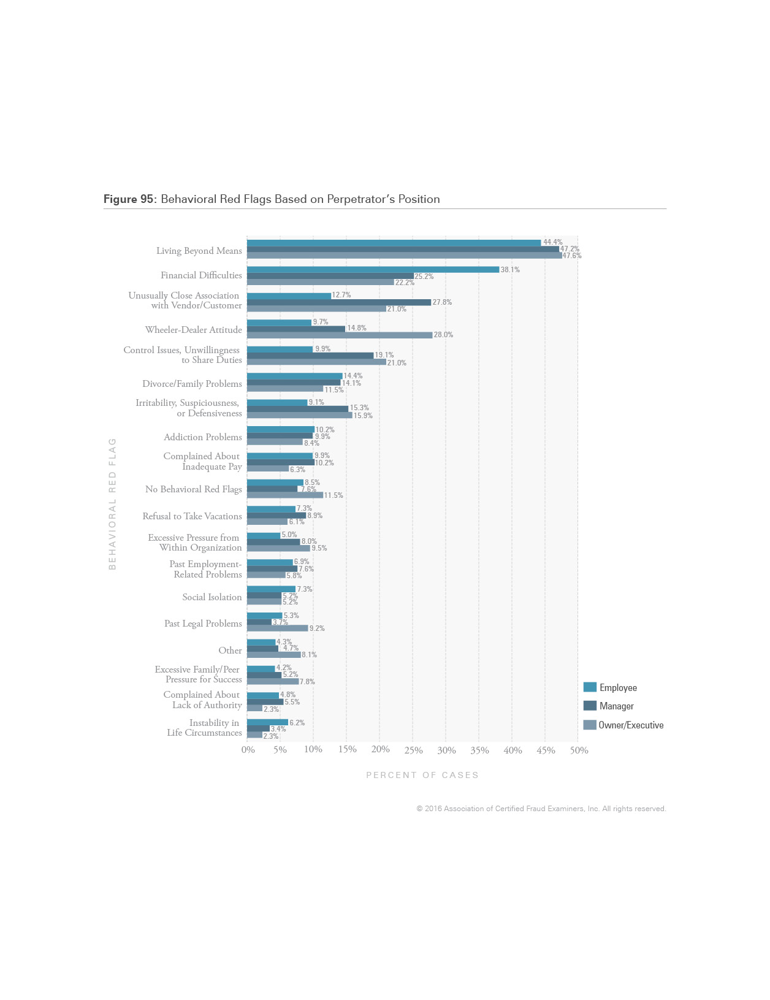 Figure 95: Behavioral Red Flags Based on Perpetrator's Position
BEHAVIORAL RED FLAG
Living Beyond Means
44.4%
47.2%
47.6%
Financial Difficulties
38.1%
25.2%
22.2%
Unusually Close Association
with Vendor/Customer
12.7%
27.8%
21.0%
Wheeler-Dealer Attitude
9.7%
14.8%
28.0%
Control Issues, Unwillingness
to Share Duties
9.9%
19.1%
21.0%
Divorce/Family Problems
14.4%
14.1%
11.5%
Irritability, Suspiciousness,
or Defensiveness
9.1%
15.3%
15.9%
Addiction Problems
10.2%
9.9%
8.4%
Complained About
Inadequate Pay
9.9%
10.2%
6.3%
No Behavioral Red Flags
8.5%
7.6%
11.5%
Refusal to Take Vacations
7.3%
8.9%
6.1%
Excessive Pressure from
Within Organization
5.0%
8.0%
9.5%
Past Employment-
Related Problems
6.9%
7.6%
5.8%
Social Isolation
7.3%
5.2%
5.2%
Past Legal Problems
5.3%
3.7%
9.2%
Other
4.3%
4.7%
8.1%
Excessive Family/Peer
Pressure for Success
4.2%
5.2%
7.8%
Complained About
Lack of Authority
4.8%
5.5%
2.3%
Instability in
Life Circumstances
6.2%
3.4%
2.3%
Employee
Manager
Owner/Executive
0% 5% 10% 15% 20% 25% 30% 35% 40% 45% 50%
PERCENT OF CASES
© 2016 Association of Certified Fraud Examiners, Inc. All rights reserved.